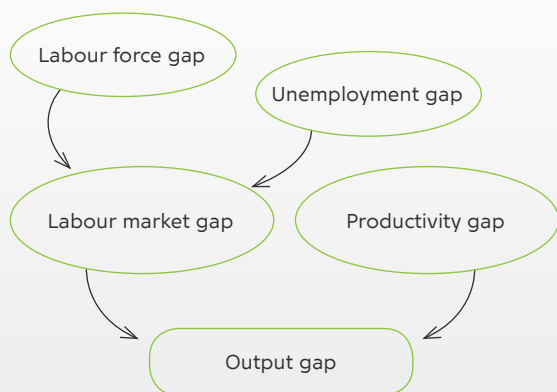 Labour force gap
Unemployment gap
Labour market gap
Productivity gap
Output gap